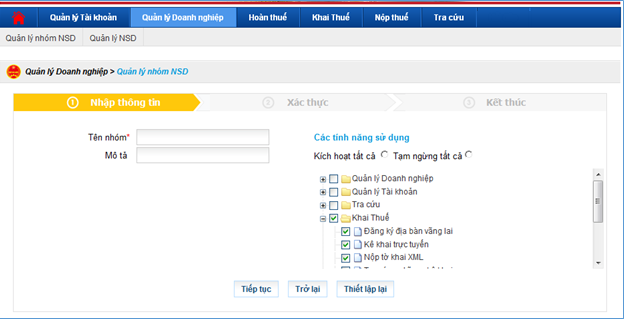 Quản lý Tài khoản Quản lý Doanh nghiệp Hoàn thuế Khai Thuế Nộp thuế Tra cứu
Quản lý nhóm NSD Quản lý NSD
Quản lý Doanh nghiệp > Quản lý nhóm NSD
1 Nhập thông tin 2 Xác thực 3 Kết thúc
Tên nhóm* Các tính năng sử dụng
Mô tả Kích hoạt tất cả Tạm ngừng tất cả
Quản lý Doanh nghiệp
Quản lý Tài khoản
Tra cứu
Khai Thuế
Đăng ký địa bàn vãng lai
Kê khai trực tuyến
Nộp tờ khai XML
Tiếp tục Trở lại Thiết lập lại